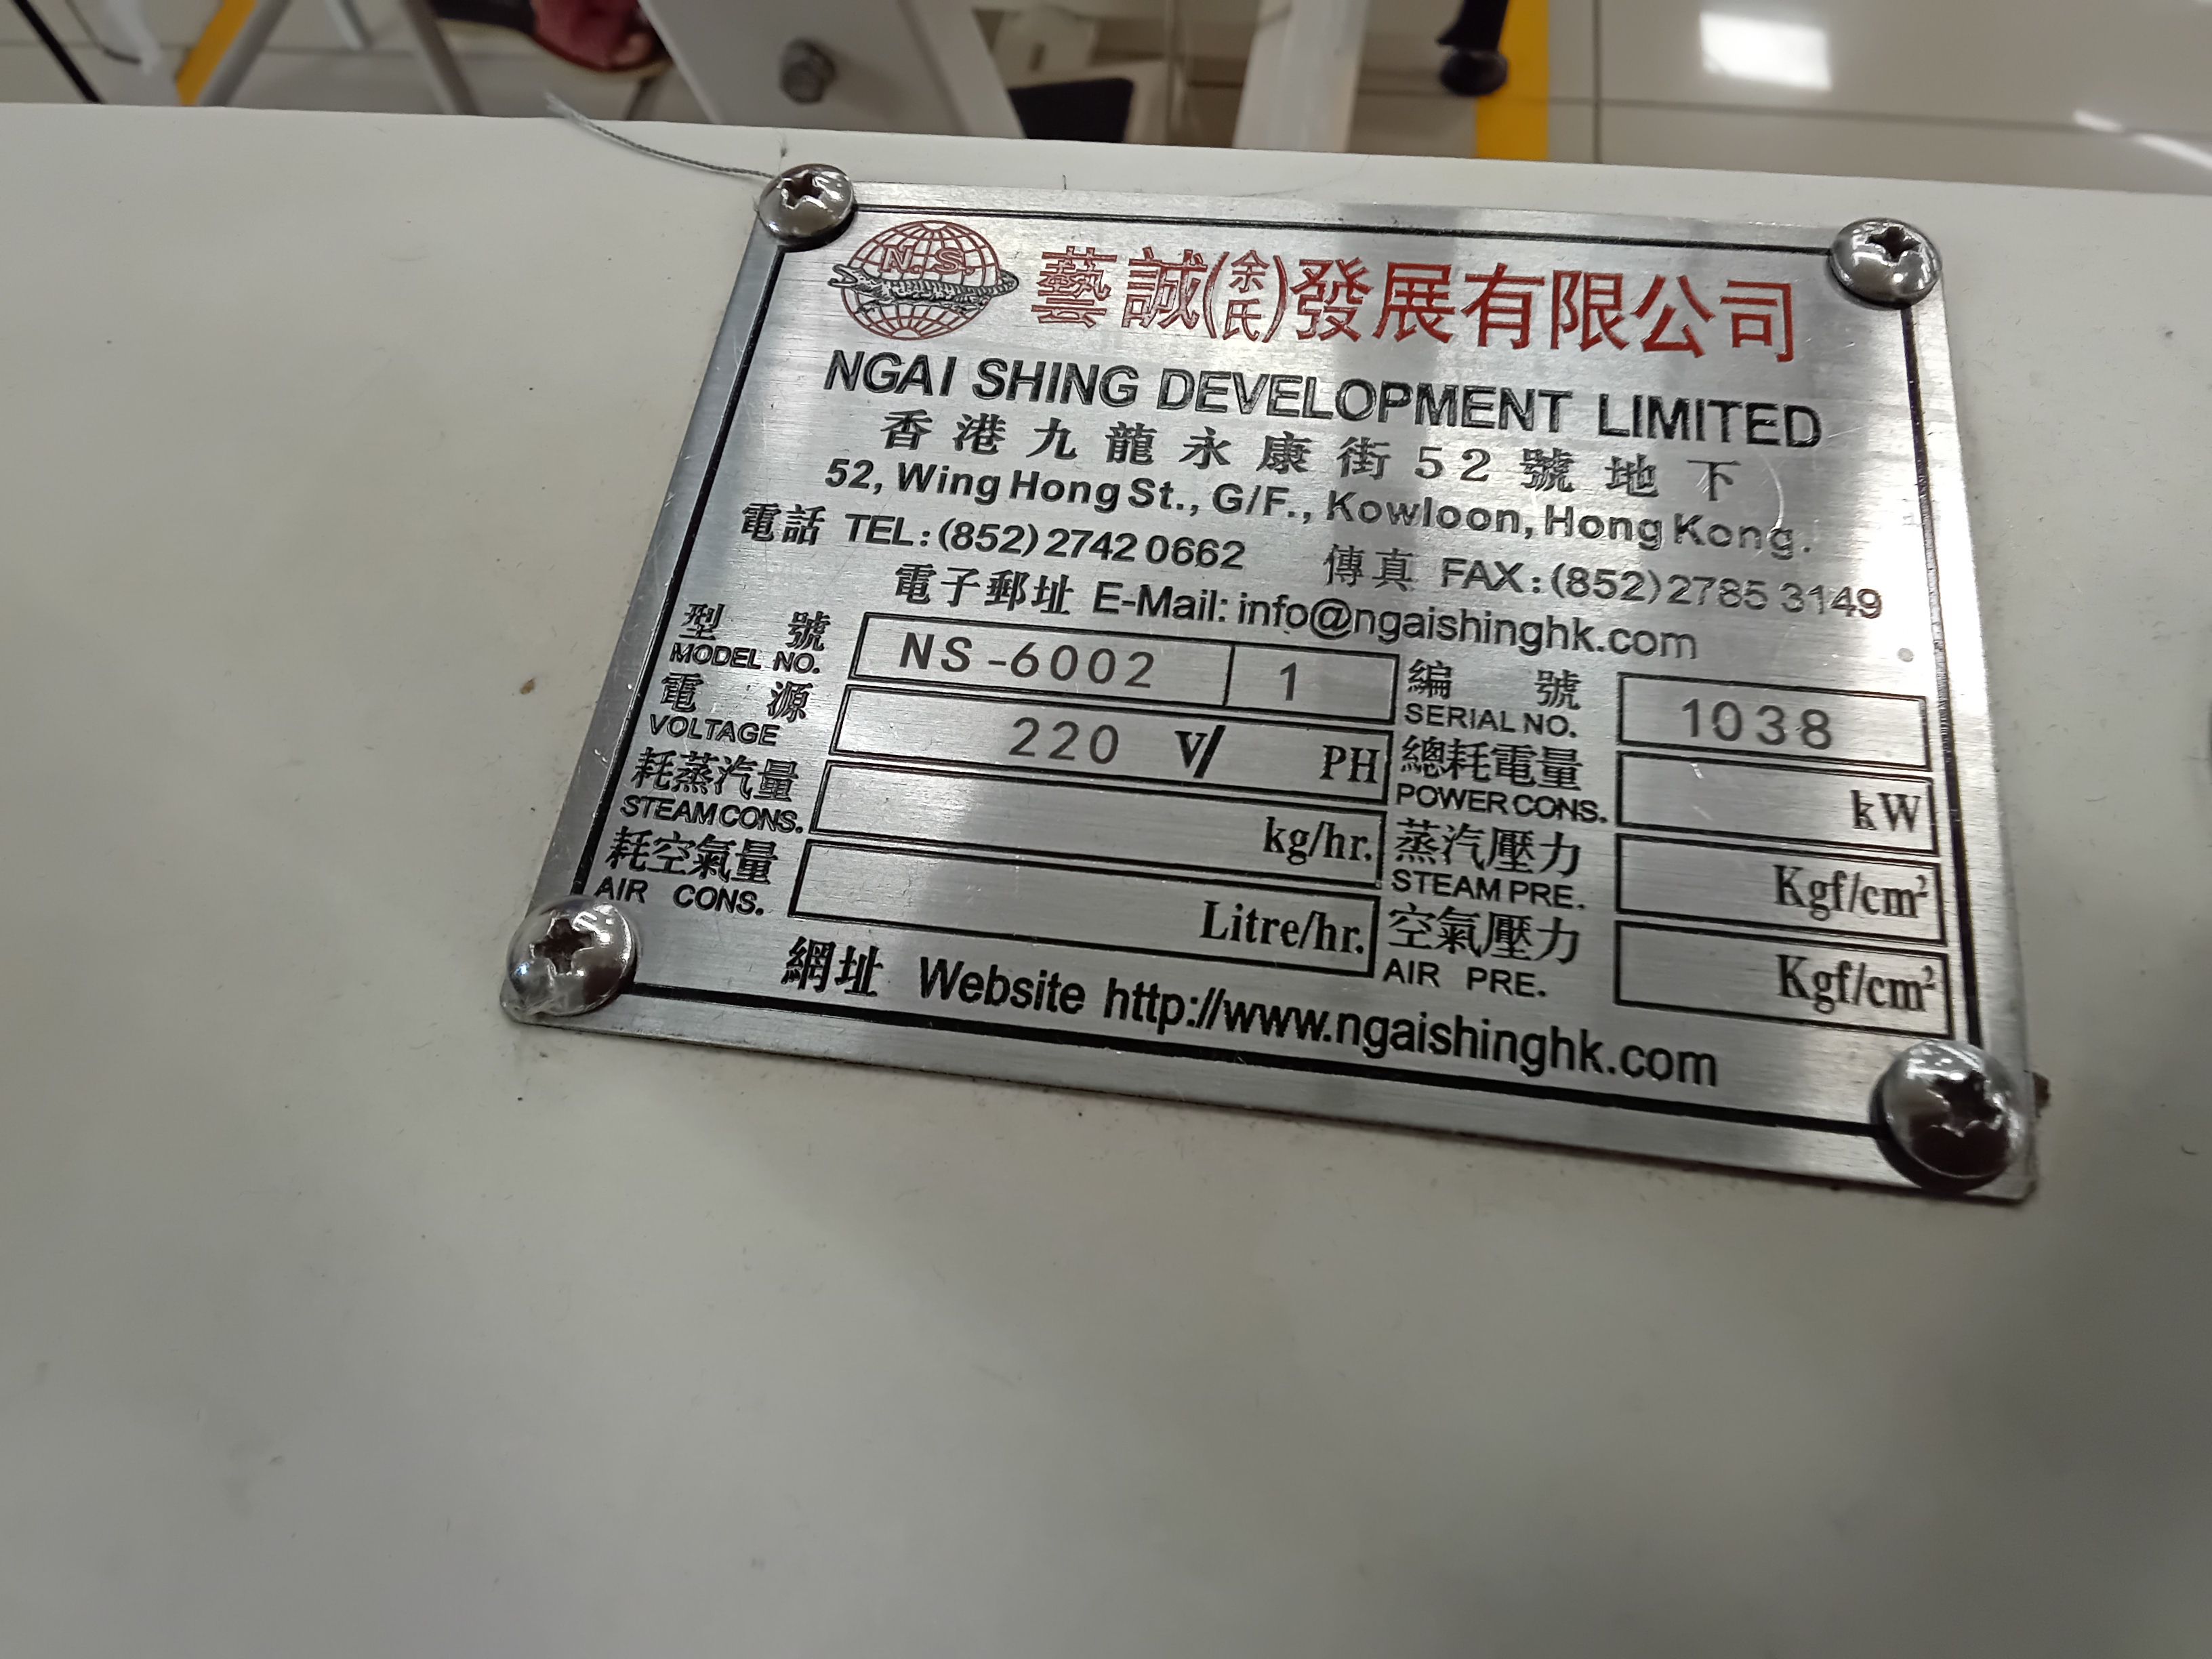 N. S.
藝誠(余氏)發展有限公司
NGAI SHING DEVELOPMENT LIMITED
香港九龍永康街52號地下
52, Wing Hong St., G/F., Kowloon, Hong Kong.
電話 TEL: (852) 2742 0662 傳真 FAX: (852) 2785 3149
電子郵址 E-Mail: info@ngaishinghk.com
型號 MODEL NO. NS-6002 1 編號 SERIAL NO. 1038
電源 VOLTAGE 220 V/ PH 總耗電量 POWER CONS. kW
耗蒸汽量 STEAM CONS. kg/hr. 蒸汽壓力 STEAM PRE. Kgf/cm²
耗空氣量 AIR CONS. Litre/hr. 空氣壓力 AIR PRE. Kgf/cm²
網址 Website http://www.ngaishinghk.com